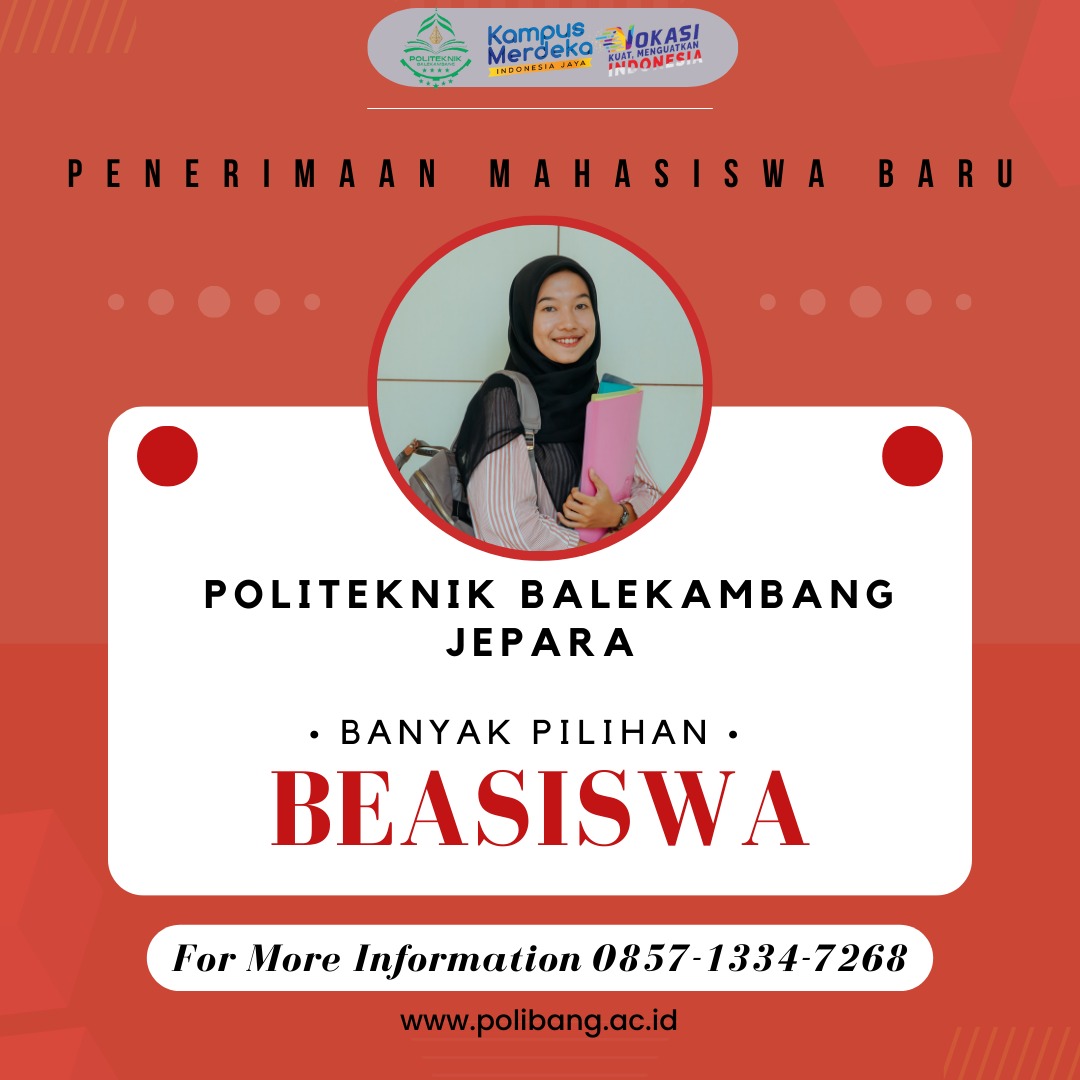 POLITEKNIK
BALEKAMBANG
Kampus
Merdeka
INDONESIA JAYA
VOKASI
KUAT, MENGUATKAN
INDONESIA
PENERIMAAN MAHASISWA BARU
POLITEKNIK BALEKAMBANG
JEPARA
• BANYAK PILIHAN •
BEASISWA
For More Information 0857-1334-7268
www.polibang.ac.id